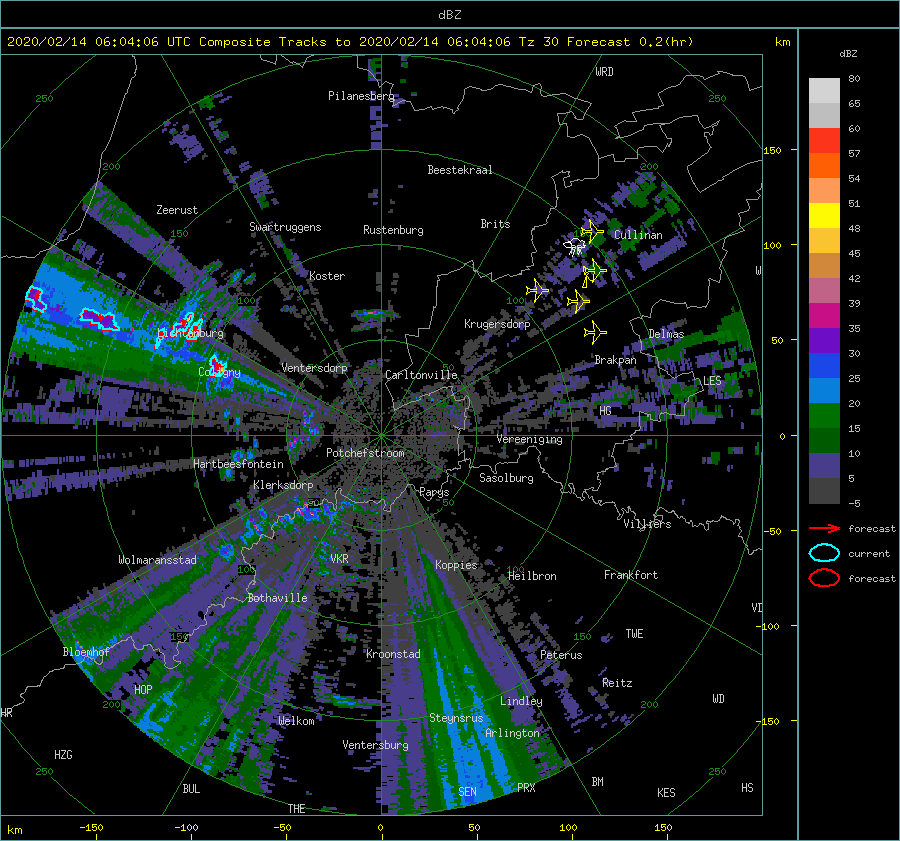 dBZ
2020/02/14 06:04:06 UTC Composite Tracks to 2020/02/14 06:04:06 Tz 30 Forecast 0.2(hr)
km
dBZ
WRD
80
250
Pilanesberg
250
65
60
150
57
200
Beestekraal
200
54
Zeerust
51
Swartruggens
Rustenburg
Brits
150
Cullinan
48
100
W
45
Koster
42
100
100
39
Krugersdorp
35
Lichtenburg
Delmas
50
30
Brakpan
Coligny
Ventersdorp
Carltonville
50
LES
25
20
HG
15
Vereeniging
0
Potchefstroom
10
Hartbeesfontein
Sasolburg
5
Klerksdorp
Parys
50
50
-5
Villiers
forecast
-50
current
Wolmaransstad
VKR
Koppies
100
100
Heilbron
Frankfort
forecast
Bothaville
VD
-100
150
150
TWE
Bloemhof
Kroonstad
Peterus
Reitz
HOP
WD
200
Lindley
200
HR
Welkom
Steynsrus
-150
Arlington
Ventersburg
HZG
250
250
BUL
SEN
PRX
BM
KES
HS
THE
km
-150
-100
-50
0
50
100
150